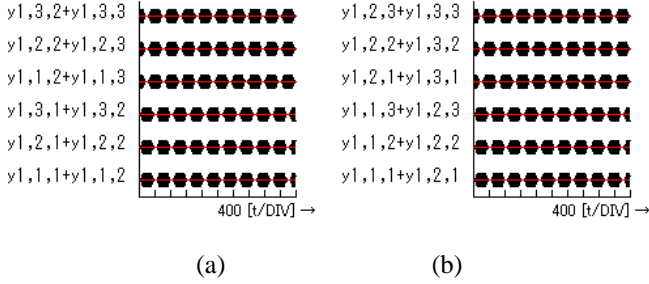 y1,3,2+y1,3,3
y1,2,2+y1,2,3
y1,1,2+y1,1,3
y1,3,1+y1,3,2
y1,2,1+y1,2,2
y1,1,1+y1,1,2
400 [t/DIV] →
(a)
y1,2,3+y1,3,3
y1,2,2+y1,3,2
y1,2,1+y1,3,1
y1,1,3+y1,2,3
y1,1,2+y1,2,2
y1,1,1+y1,2,1
400 [t/DIV] →
(b)